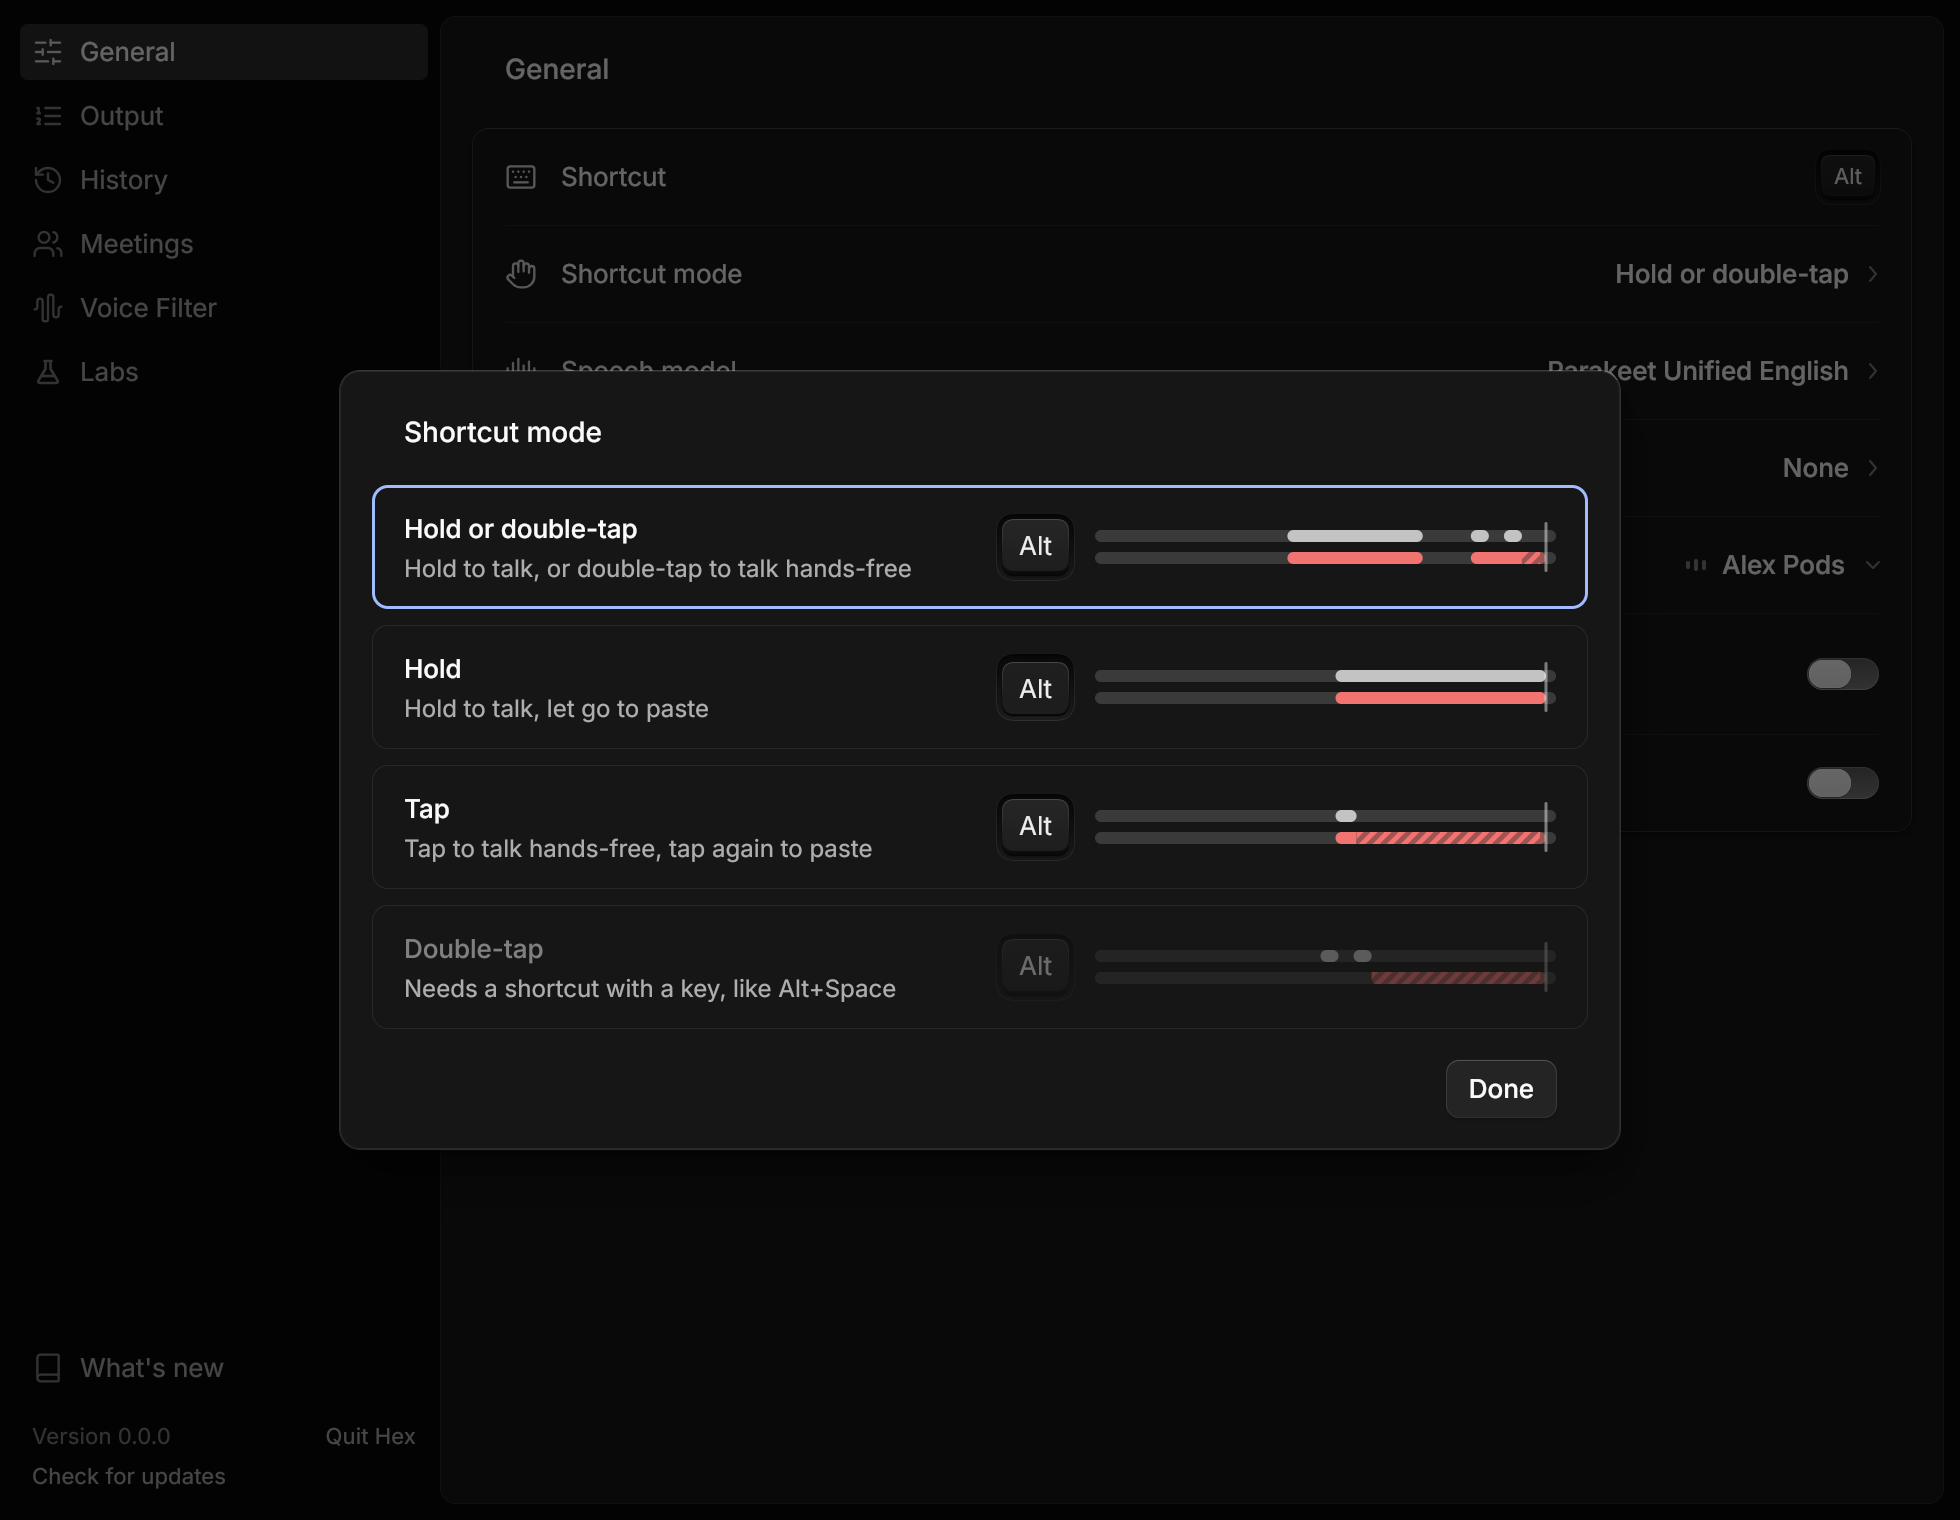 General
Output
History
Meetings
Voice Filter
Labs
General
Shortcut
Alt
Shortcut mode
Hold or double-tap
Speech model
Parakeet Unified English
None
Alex Pods
Shortcut mode
Hold or double-tap
Hold to talk, or double-tap to talk hands-free
Alt
Hold
Hold to talk, let go to paste
Alt
Tap
Tap to talk hands-free, tap again to paste
Alt
Double-tap
Needs a shortcut with a key, like Alt+Space
Alt
Done
What's new
Version 0.0.0
Quit Hex
Check for updates